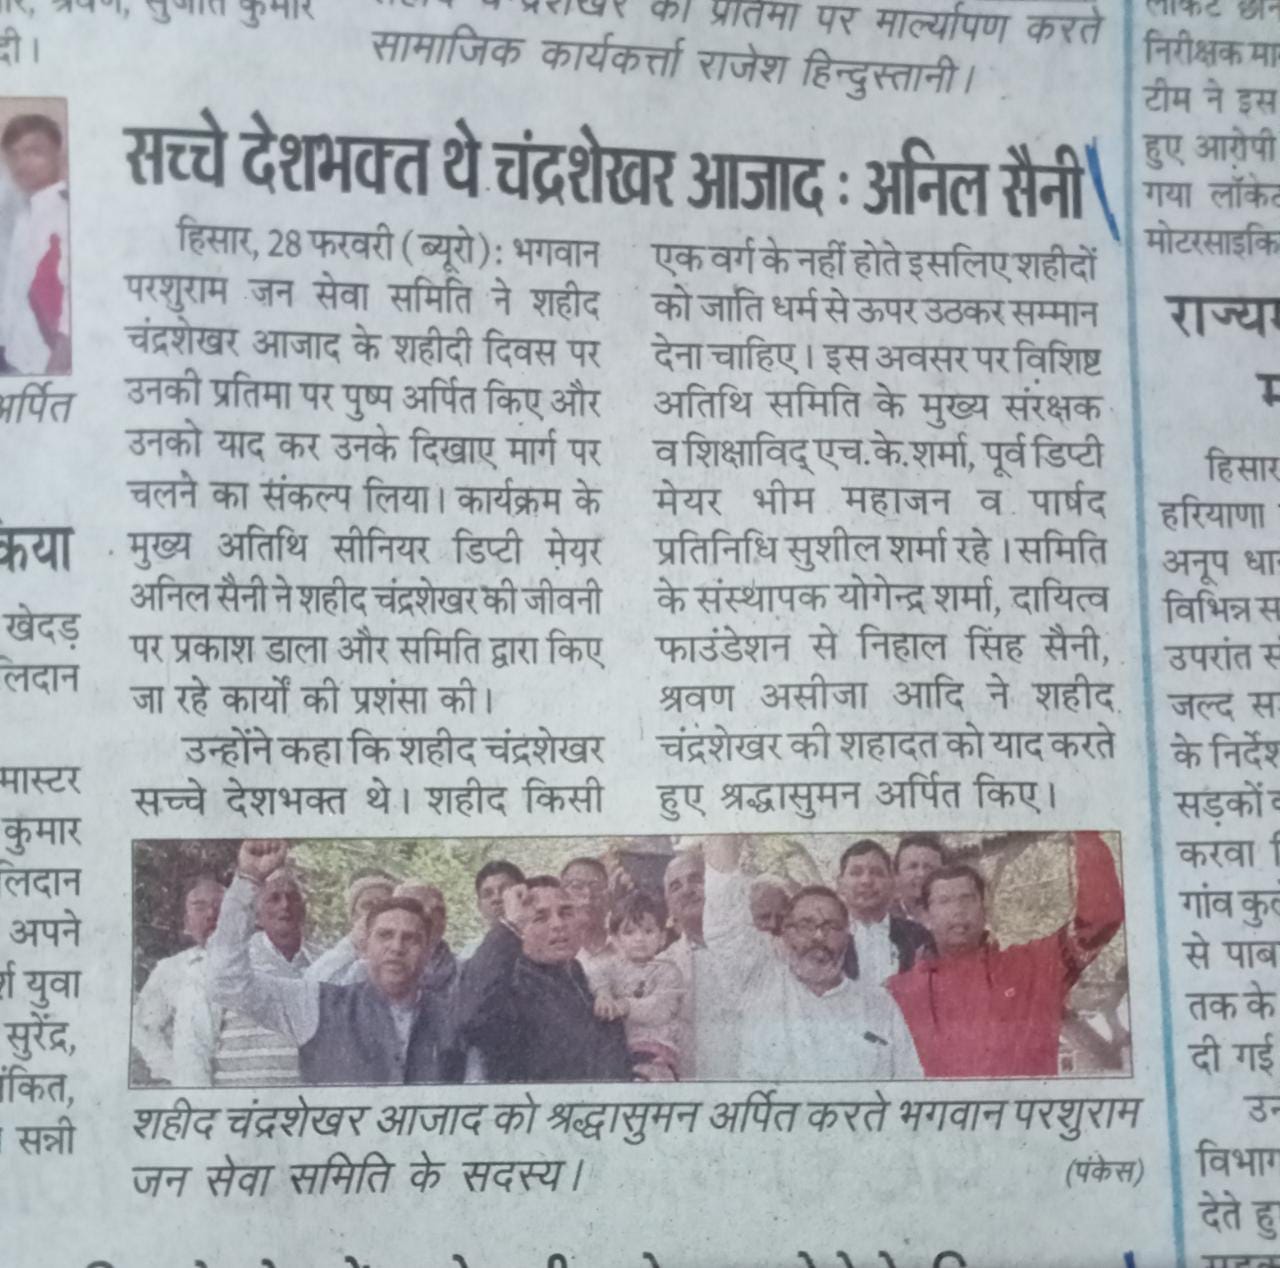 श्रवण, सुजीत कुमार
दी।
की प्रतिमा पर माल्यार्पण करते
सामाजिक कार्यकर्त्ता राजेश हिन्दुस्तानी।
अर्पित
खेदड़
मास्टर
कुमार
अपने
युवा
सुरेंद्र,
सन्नी
सच्चे देशभक्त थे चंद्रशेखर आजाद : अनिल सैनी
हिसार, 28 फरवरी (ब्यूरो): भगवान
परशुराम जन सेवा समिति ने शहीद
चंद्रशेखर आजाद के शहीदी दिवस पर
उनकी प्रतिमा पर पुष्प अर्पित किए और
उनको याद कर उनके दिखाए मार्ग पर
चलने का संकल्प लिया। कार्यक्रम के
मुख्य अतिथि सीनियर डिप्टी मेयर
अनिल सैनी ने शहीद चंद्रशेखर की जीवनी
पर प्रकाश डाला और समिति द्वारा किए
जा रहे कार्यों की प्रशंसा की।
उन्होंने कहा कि शहीद चंद्रशेखर
सच्चे देशभक्त थे। शहीद किसी
एक वर्ग के नहीं होते इसलिए शहीदों
को जाति धर्म से ऊपर उठकर सम्मान
देना चाहिए। इस अवसर पर विशिष्ट
अतिथि समिति के मुख्य संरक्षक
व शिक्षाविद् एच.के.शर्मा, पूर्व डिप्टी
मेयर भीम महाजन व पार्षद
प्रतिनिधि सुशील शर्मा रहे। समिति
के संस्थापक योगेन्द्र शर्मा, दायित्व
फाउंडेशन से निहाल सिंह सैनी,
श्रवण असीजा आदि ने शहीद
चंद्रशेखर की शहादत को याद करते
हुए श्रद्धासुमन अर्पित किए।
शहीद चंद्रशेखर आजाद को श्रद्धासुमन अर्पित करते भगवान परशुराम
जन सेवा समिति के सदस्य।
(पंकेस)
निरीक्षक
टीम ने इस
हुए आरोपी
गया
हिसार
हरियाणा
अनूप
विभिन्न
उपरांत
जल्द
के
सड़कों
करवा
गांव
से
तक के
दी गई
विभाग
देते